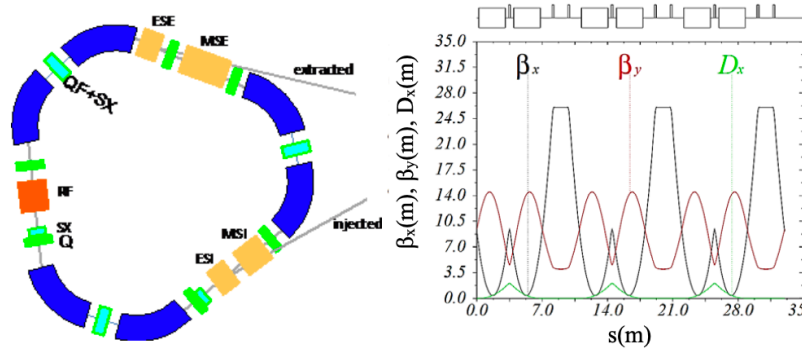 ESE
MSE
extracted
QF+SX
RF
SX
Q
MSI
ESI
injected
βx βy Dx
βx(m), βy(m), Dx(m)
35.0
31.5
28.0
24.5
21.0
17.5
14.0
10.5
7.0
3.5
0.0
0.0 7.0 14.0 21.0 28.0 35
s(m)